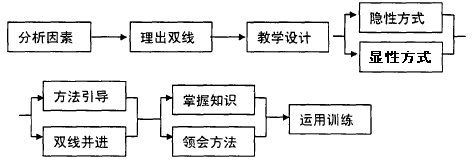 分析因素
理出双线
教学设计
隐性方式
显性方式
方法引导
双线并进
掌握知识
领会方法
运用训练